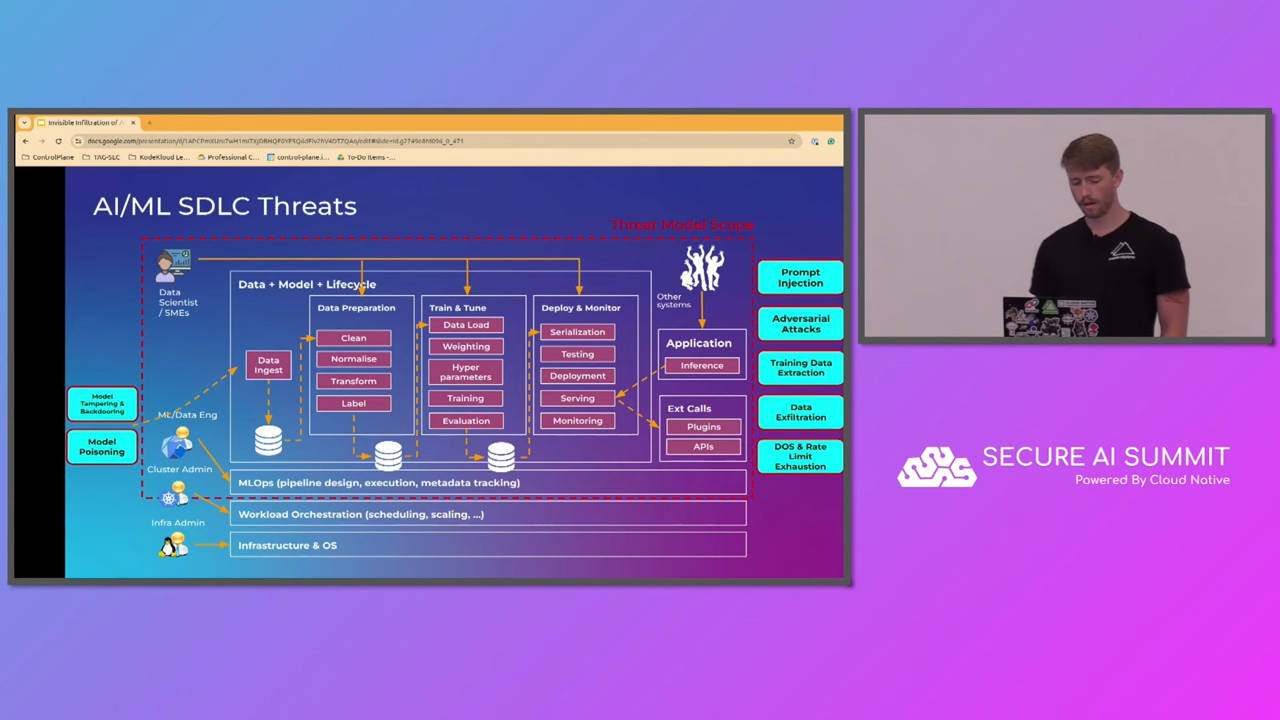 Invisible Infiltration of A
ControlPlane
TAG-SLC
KodeKloud Le...
Professional C...
control-plane.i...
To-Do Items -...
AI/ML SDLC Threats
Threat Model Scope
Data
Scientist
/ SMEs
Data + Model + Lifecycle
Data Ingest
Data Preparation
Clean
Normalise
Transform
Label
Train & Tune
Data Load
Weighting
Hyper
parameters
Training
Evaluation
Deploy & Monitor
Serialization
Testing
Deployment
Serving
Monitoring
Other
systems
Application
Inference
Ext Calls
Plugins
APIs
Model
Tampering &
Backdooring
Model
Poisoning
ML/Data Eng
Cluster Admin
Infra Admin
MLOps (pipeline design, execution, metadata tracking)
Workload Orchestration (scheduling, scaling, ...)
Infrastructure & OS
Prompt
Injection
Adversarial
Attacks
Training Data
Extraction
Data
Exfiltration
DOS & Rate
Limit
Exhaustion
SECURE AI SUMMIT
Powered By Cloud Native